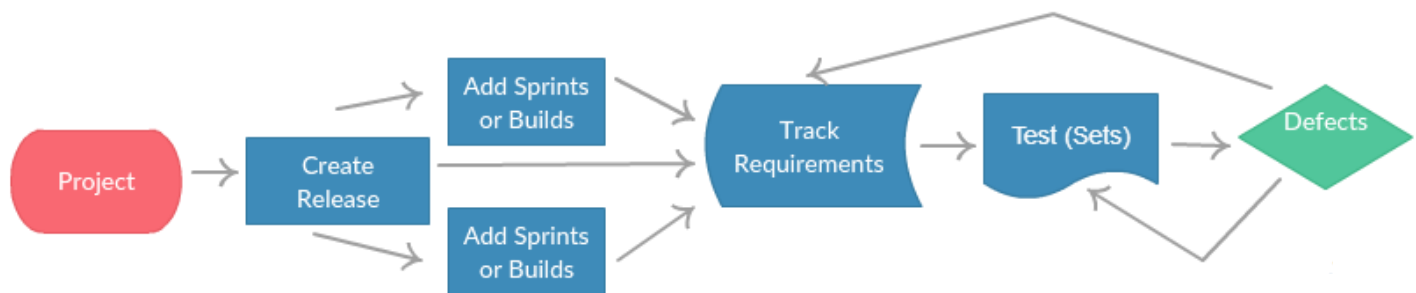 Project
Create
Release
Add Sprints
or Builds
Add Sprints
or Builds
Track
Requirements
Test (Sets)
Defects